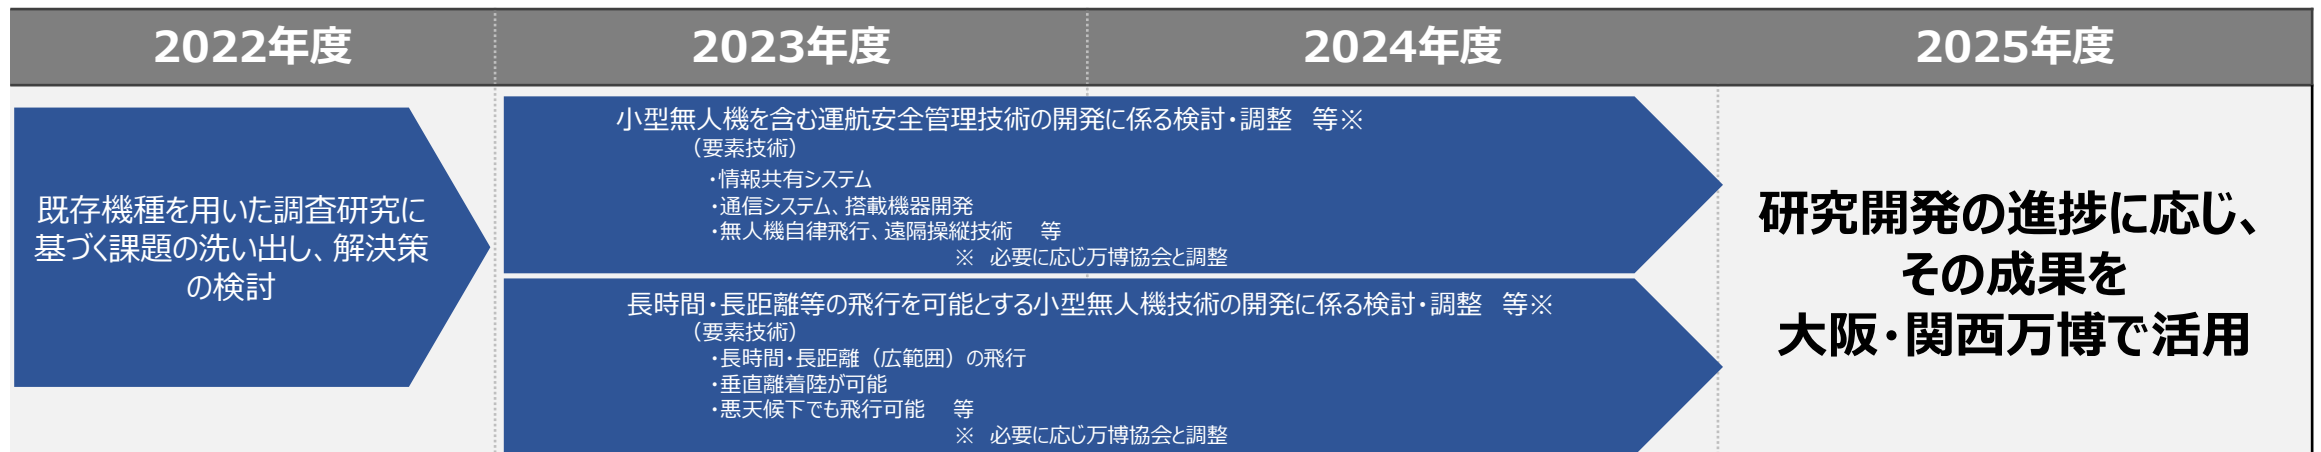 2022年度
2023年度
2024年度
2025年度
既存機種を用いた調査研究に
基づく課題の洗い出し、解決策
の検討
小型無人機を含む運航安全管理技術の開発に係る検討・調整　等※
（要素技術）
・情報共有システム
・通信システム、搭載機器開発
・無人機自律飛行、遠隔操縦技術　等
※　必要に応じ万博協会と調整
長時間・長距離等の飛行を可能とする小型無人機技術の開発に係る検討・調整　等※
（要素技術）
・長時間・長距離（広範囲）の飛行
・垂直離着陸が可能
・悪天候下でも飛行可能　等
※　必要に応じ万博協会と調整
研究開発の進捗に応じ、
その成果を
大阪・関西万博で活用